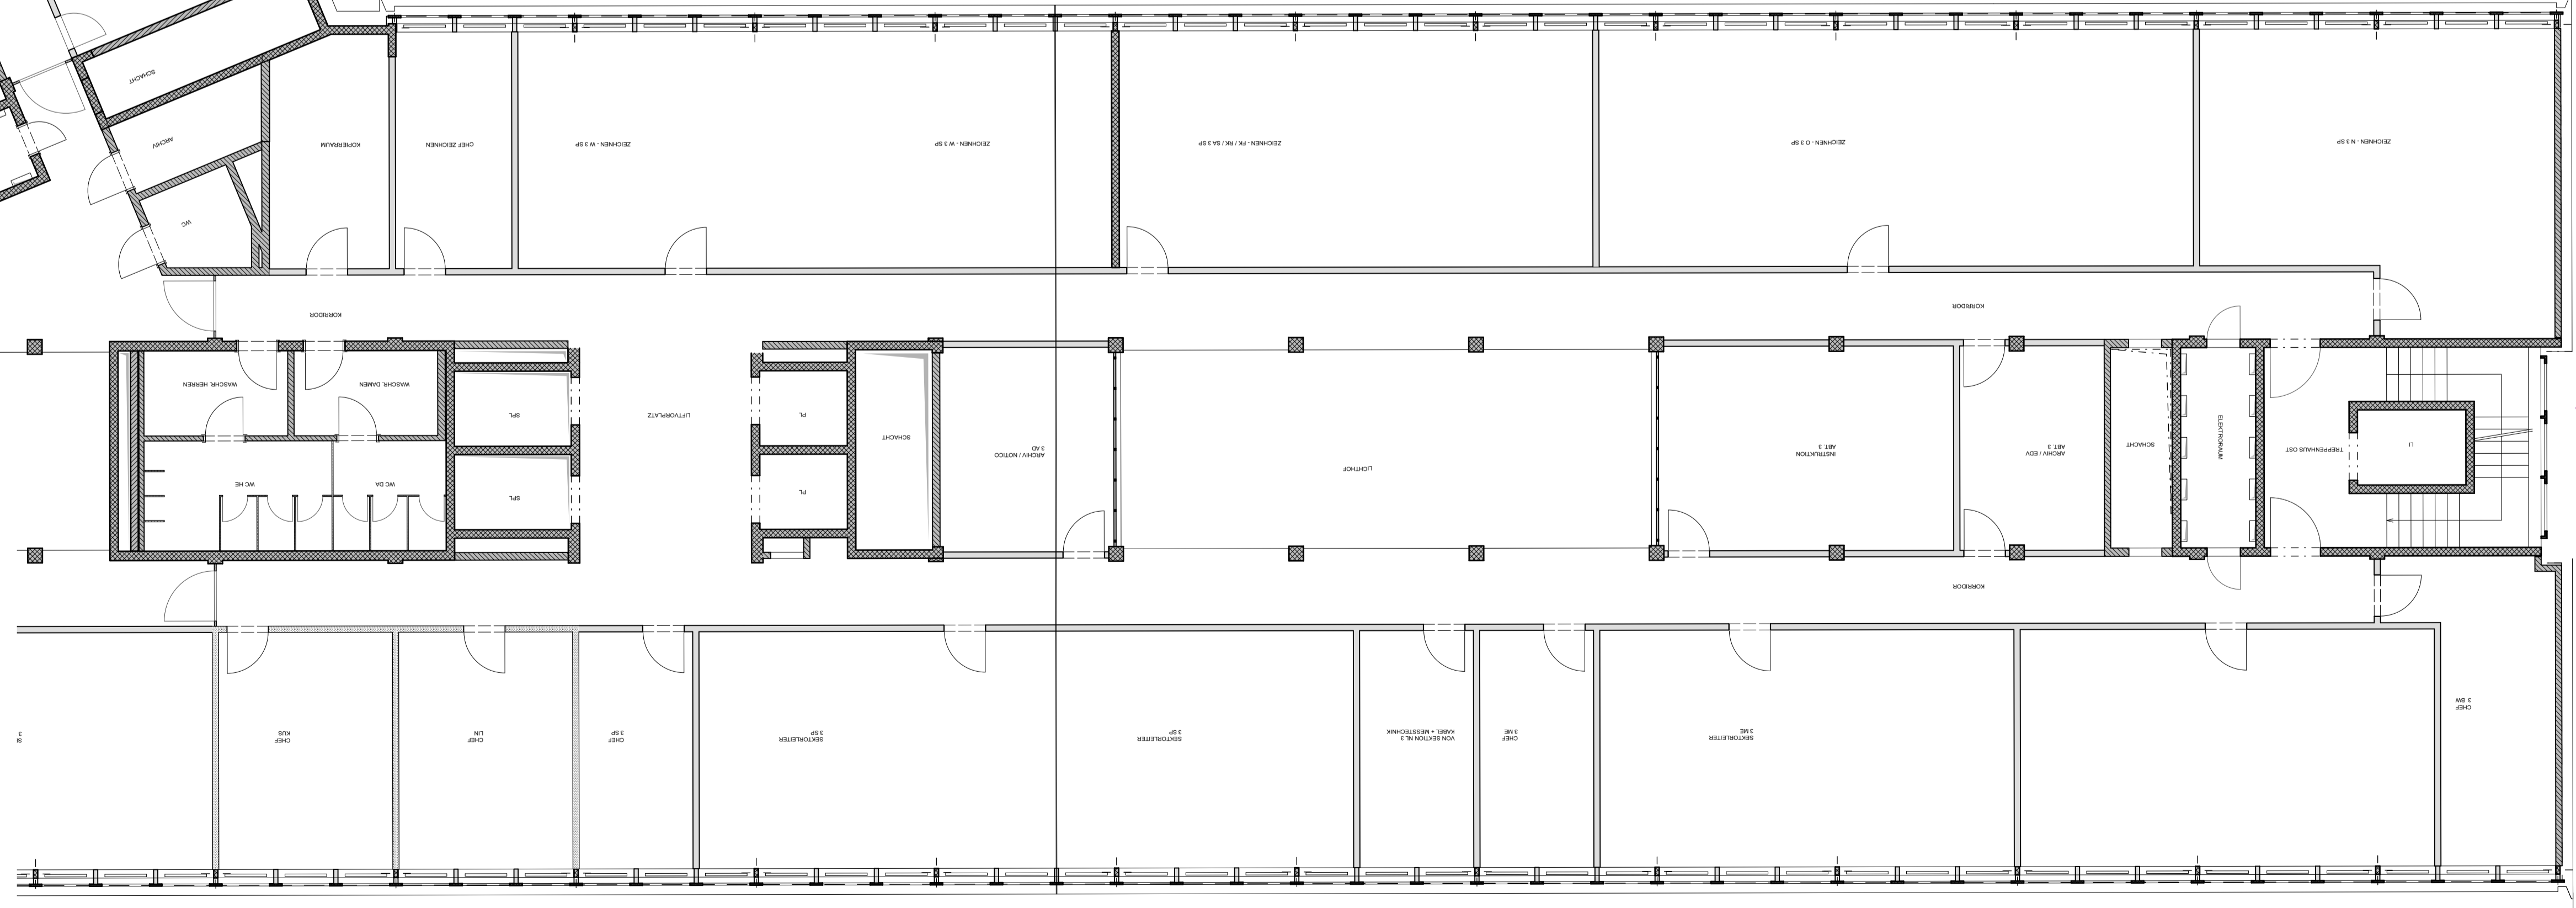 SCHACHT
ARCHIV
WC
KOPIERRAUM
CHEF ZEICHNEN
ZEICHNEN - W 3 SP
ZEICHNEN - W 3 SP
ZEICHNEN - FK / RK / SA 3 SP
ZEICHNEN - O 3 SP
ZEICHNEN - N 3 SP
KORRIDOR
KORRIDOR
WASCHR. HERREN
WASCHR. DAMEN
WC HE
WC DA
SPL
SPL
LIFTVORPLATZ
PL
PL
SCHACHT
ARCHIV / NOTICO
3 AD
LICHTHOF
INSTRUKTION
ABT. 3
ARCHIV / EDV
ABT. 3
SCHACHT
ELEKTRORAUM
TREPPENHAUS OST
LI
KORRIDOR
SI
3
CHEF
KUS
CHEF
LIN
CHEF
3 SP
SEKTORLEITER
3 SP
SEKTORLEITER
3 SP
KABEL + MESSTECHNIK
VON SEKTION NL 3
CHEF
3 ME
SEKTORLEITER
3 ME
CHEF
3 BW